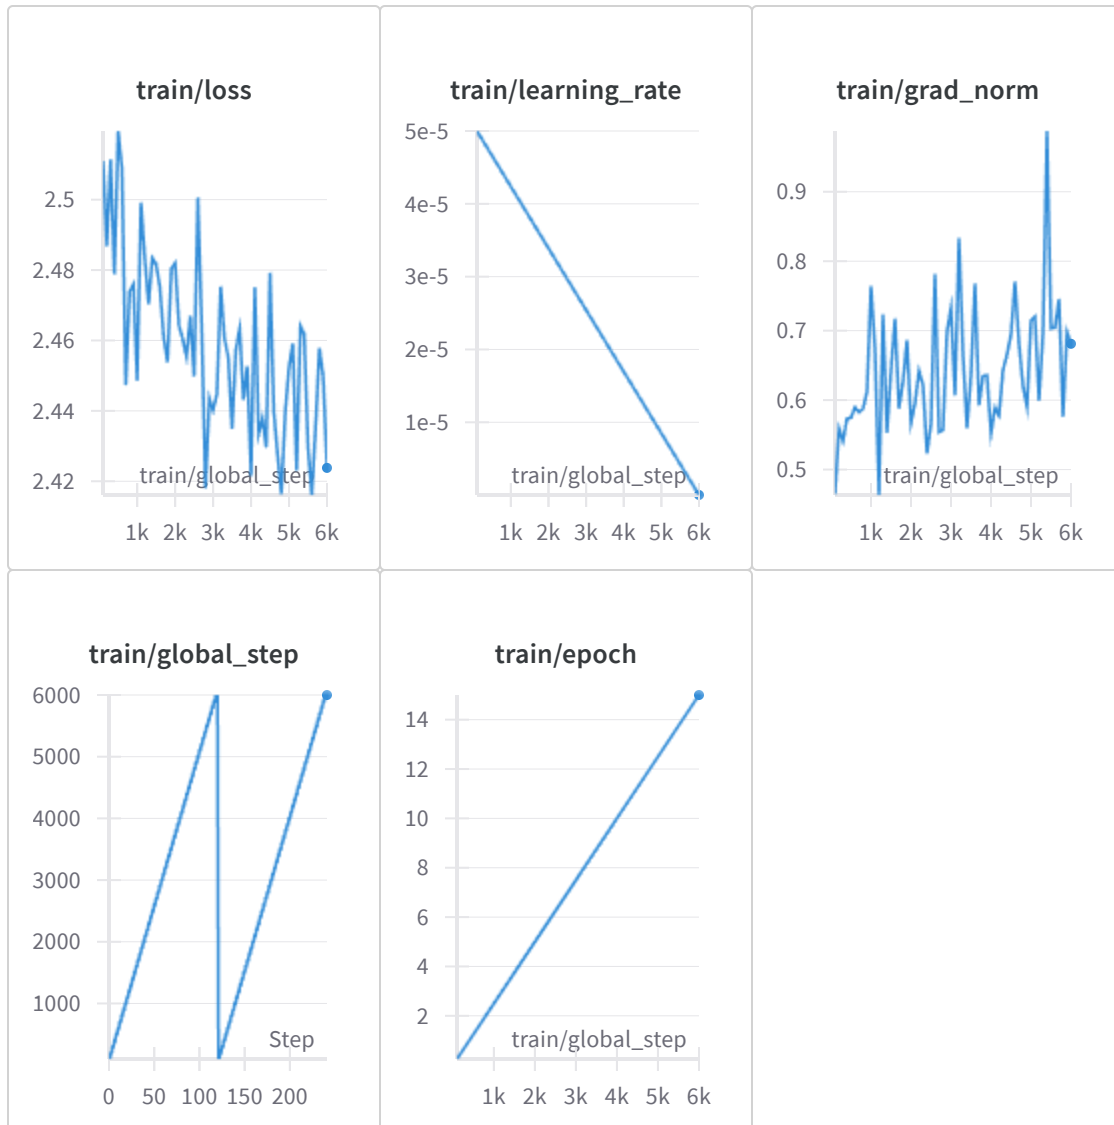 train/loss
2.5
2.48
2.46
2.44
2.42
train/global_step
1k 2k 3k 4k 5k 6k
train/learning_rate
5e-5
4e-5
3e-5
2e-5
1e-5
train/global_step
1k 2k 3k 4k 5k 6k
train/grad_norm
0.9
0.8
0.7
0.6
0.5
train/global_step
1k 2k 3k 4k 5k 6k
train/global_step
6000
5000
4000
3000
2000
1000
Step
0 50 100 150 200
train/epoch
14
12
10
8
6
4
2
train/global_step
1k 2k 3k 4k 5k 6k